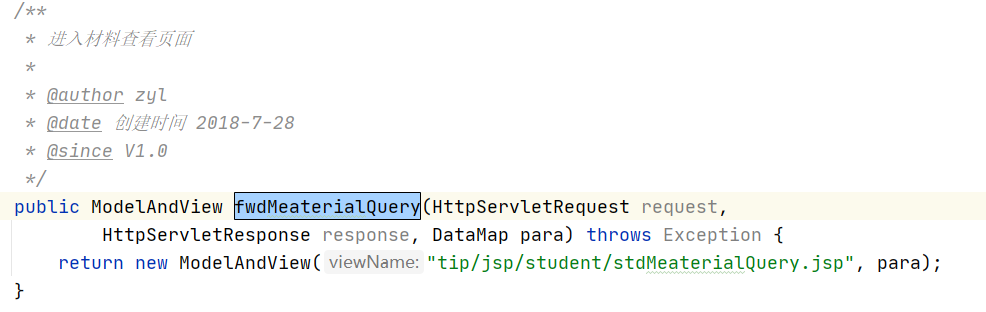 /**
 * 进入材料查看页面
 *
 * @author zyl
 * @date 创建时间 2018-7-28
 * @since V1.0
 */
public ModelAndView fwdMeaterialQuery(HttpServletRequest request,
        HttpServletResponse response, DataMap para) throws Exception {
    return new ModelAndView( viewName: "tip/jsp/student/stdMeaterialQuery.jsp", para);
}